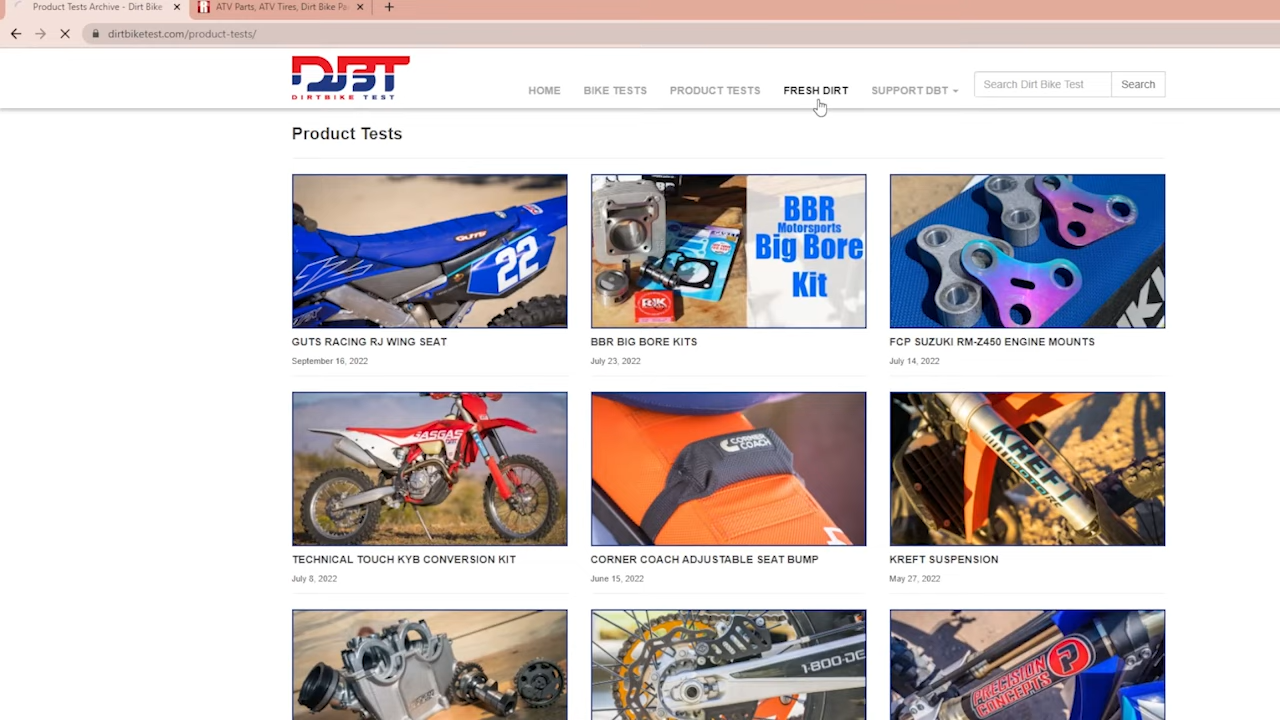 Product Tests Archive - Dirt Bike
ATV Parts, ATV Tires, Dirt Bike Pa
dirtbiketest.com/product-tests/
DBT
DIRTBIKE TEST
HOME
BIKE TESTS
PRODUCT TESTS
FRESH DIRT
SUPPORT DBT
Search Dirt Bike Test
Search
Product Tests
GUTS
22
BBR
Motorsports
Big Bore
Kit
GUTS RACING RJ WING SEAT
BBR BIG BORE KITS
FCP SUZUKI RM-Z450 ENGINE MOUNTS
September 16, 2022
July 23, 2022
July 14, 2022
GASGAS
CORNER
COACH
KREFT
TECHNICAL TOUCH KYB CONVERSION KIT
CORNER COACH ADJUSTABLE SEAT BUMP
KREFT SUSPENSION
July 8, 2022
June 15, 2022
May 27, 2022
1-800-DE
PRECISION
CONCEPTS
P